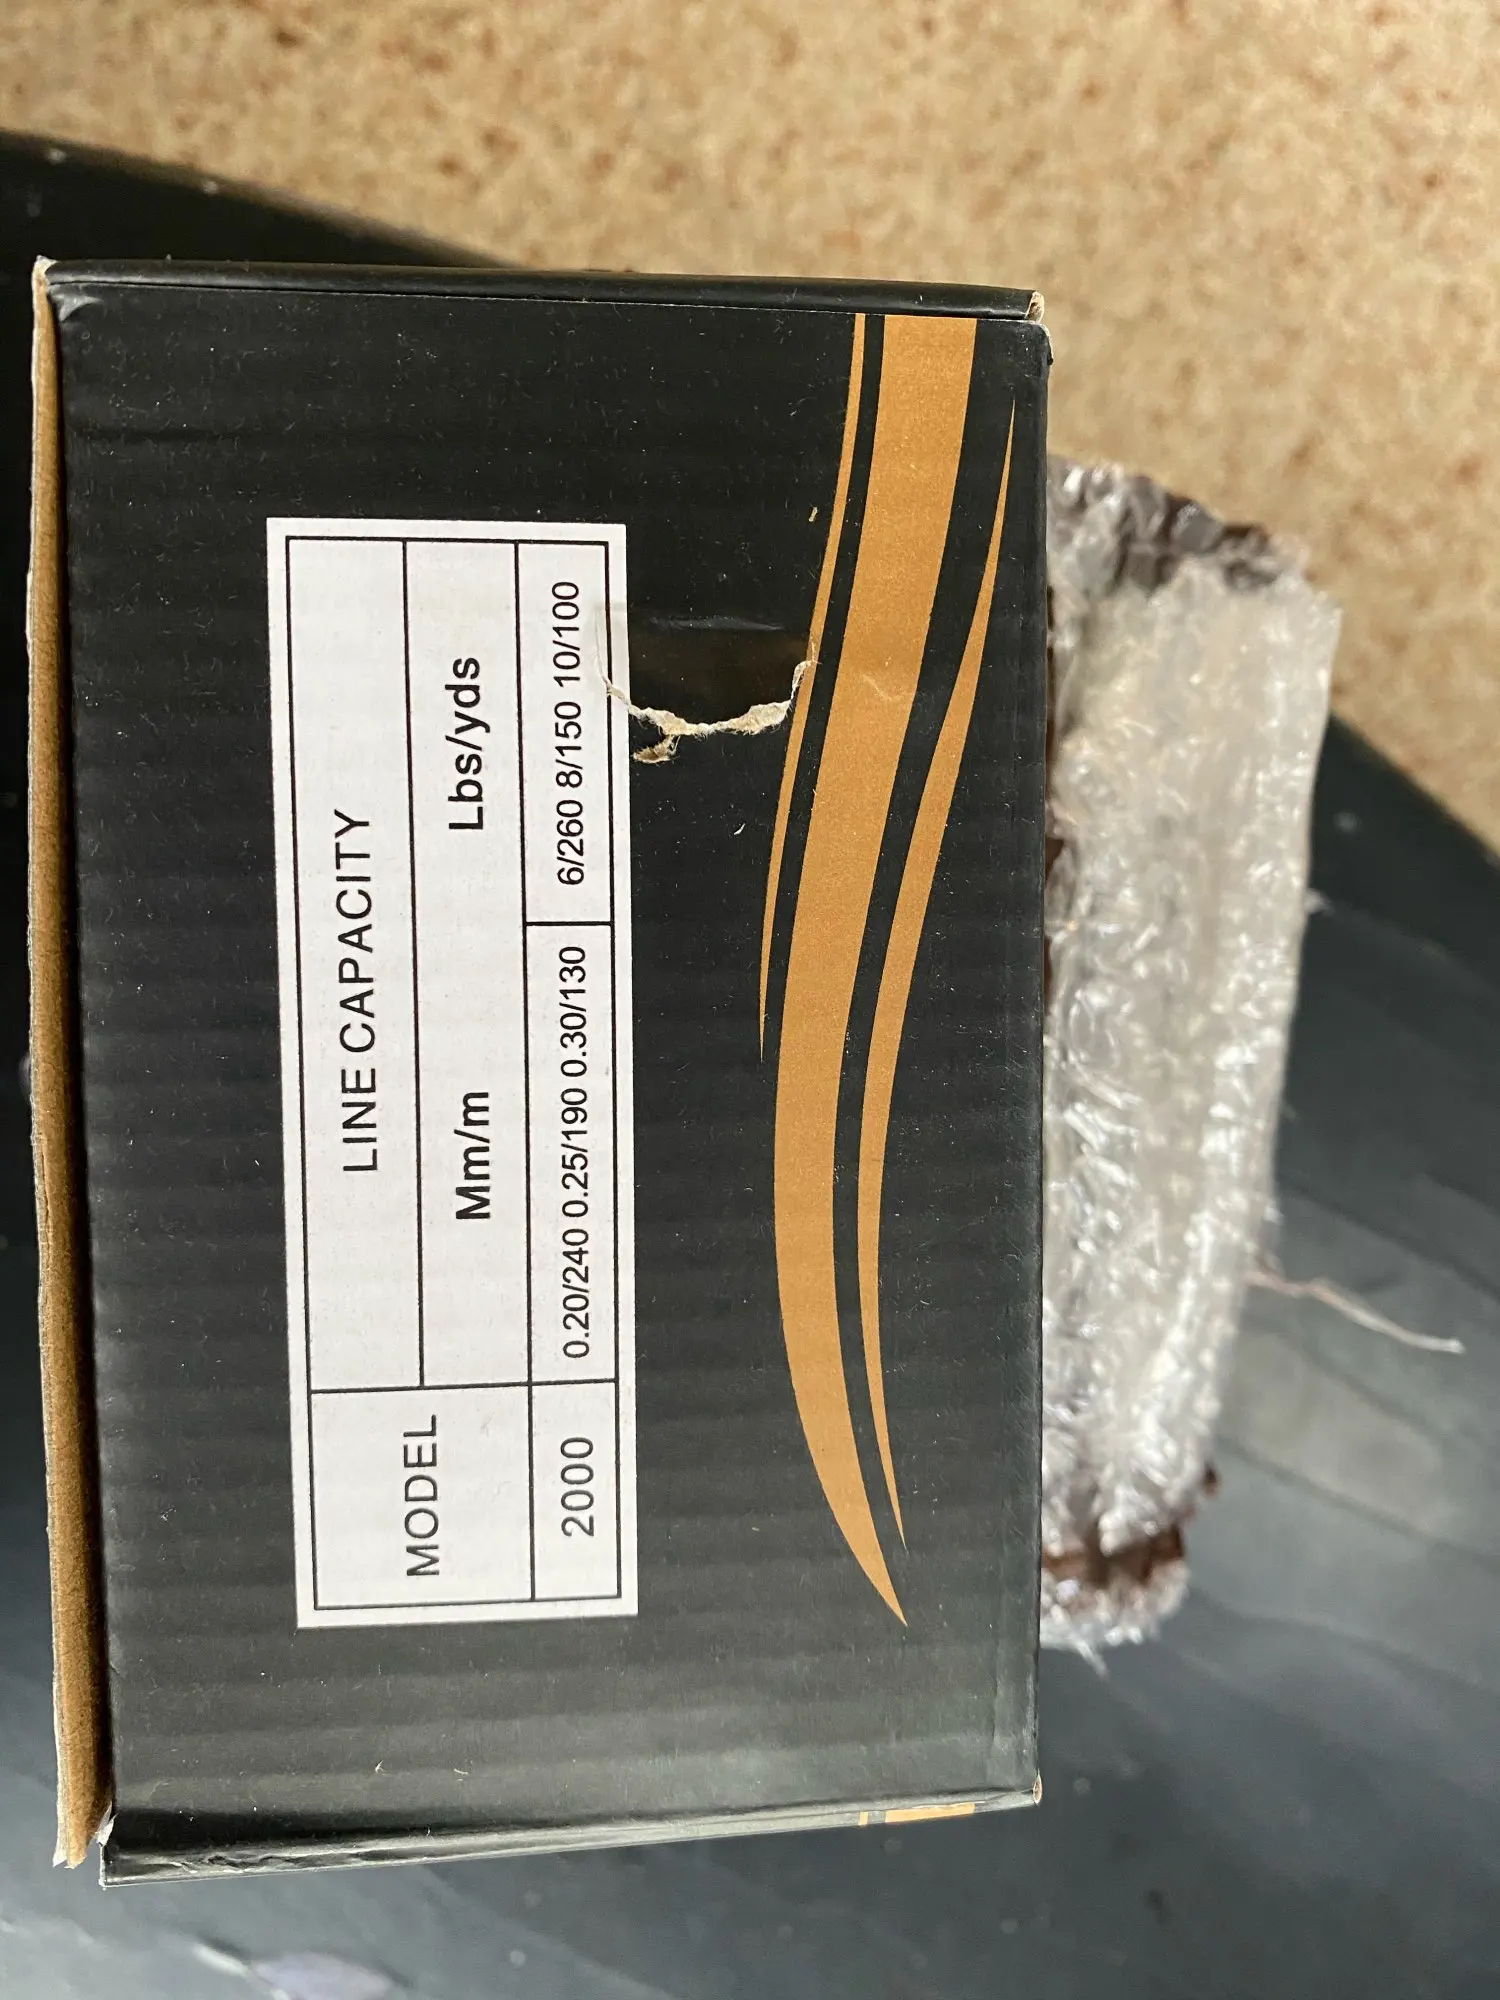 MODEL
LINE CAPACITY
Mm/m Lbs/yds
2000 0.20/240 0.25/190 0.30/130 6/260 8/150 10/100